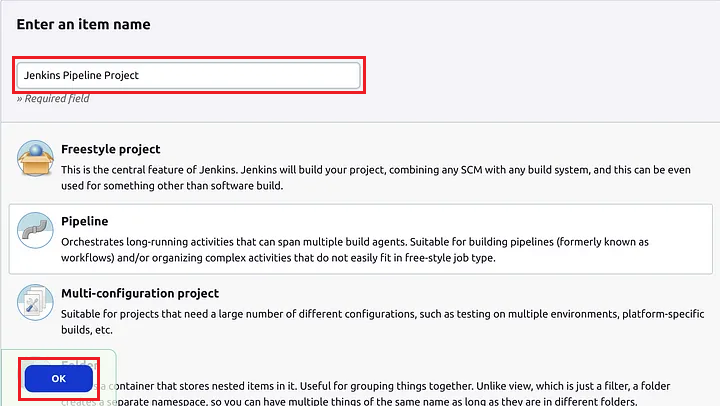 Enter an item name
Jenkins Pipeline Project
» Required field
Freestyle project
This is the central feature of Jenkins. Jenkins will build your project, combining any SCM with any build system, and this can be even
used for something other than software build.
Pipeline
Orchestrates long-running activities that can span multiple build agents. Suitable for building pipelines (formerly known as
workflows) and/or organizing complex activities that do not easily fit in free-style job type.
Multi-configuration project
Suitable for projects that need a large number of different configurations, such as testing on multiple environments, platform-specific
builds, etc.
Folder
OK
a container that stores nested items in it. Useful for grouping things together. Unlike view, which is just a filter, a folder
creates a separate namespace, so you can have multiple things of the same name as long as they are in different folders.